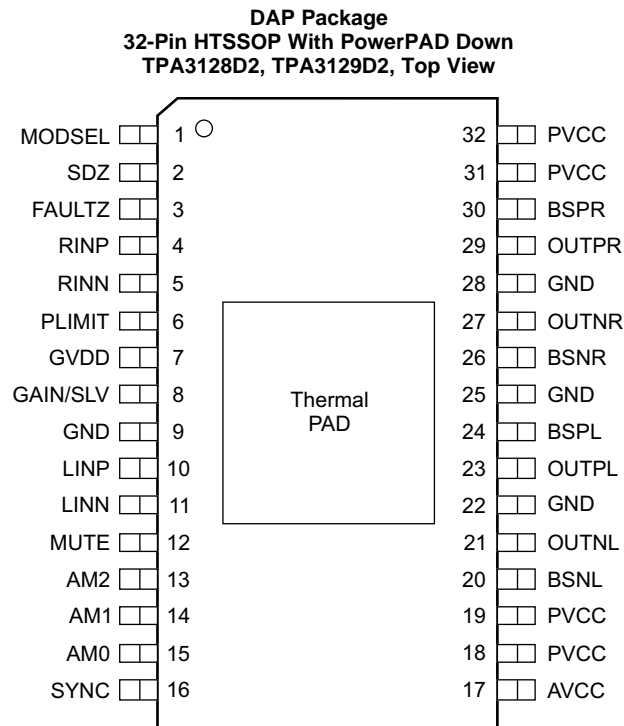 DAP Package
32-Pin HTSSOP With PowerPAD Down
TPA3128D2, TPA3129D2, Top View
MODSEL 1 32 PVCC
SDZ 2 31 PVCC
FAULTZ 3 30 BSPR
RINP 4 29 OUTPR
RINN 5 28 GND
PLIMIT 6 27 OUTNR
GVDD 7 26 BSNR
GAIN/SLV 8 25 GND
Thermal
PAD
GND 9 24 BSPL
LINP 10 23 OUTPL
LINN 11 22 GND
MUTE 12 21 OUTNL
AM2 13 20 BSNL
AM1 14 19 PVCC
AM0 15 18 PVCC
SYNC 16 17 AVCC